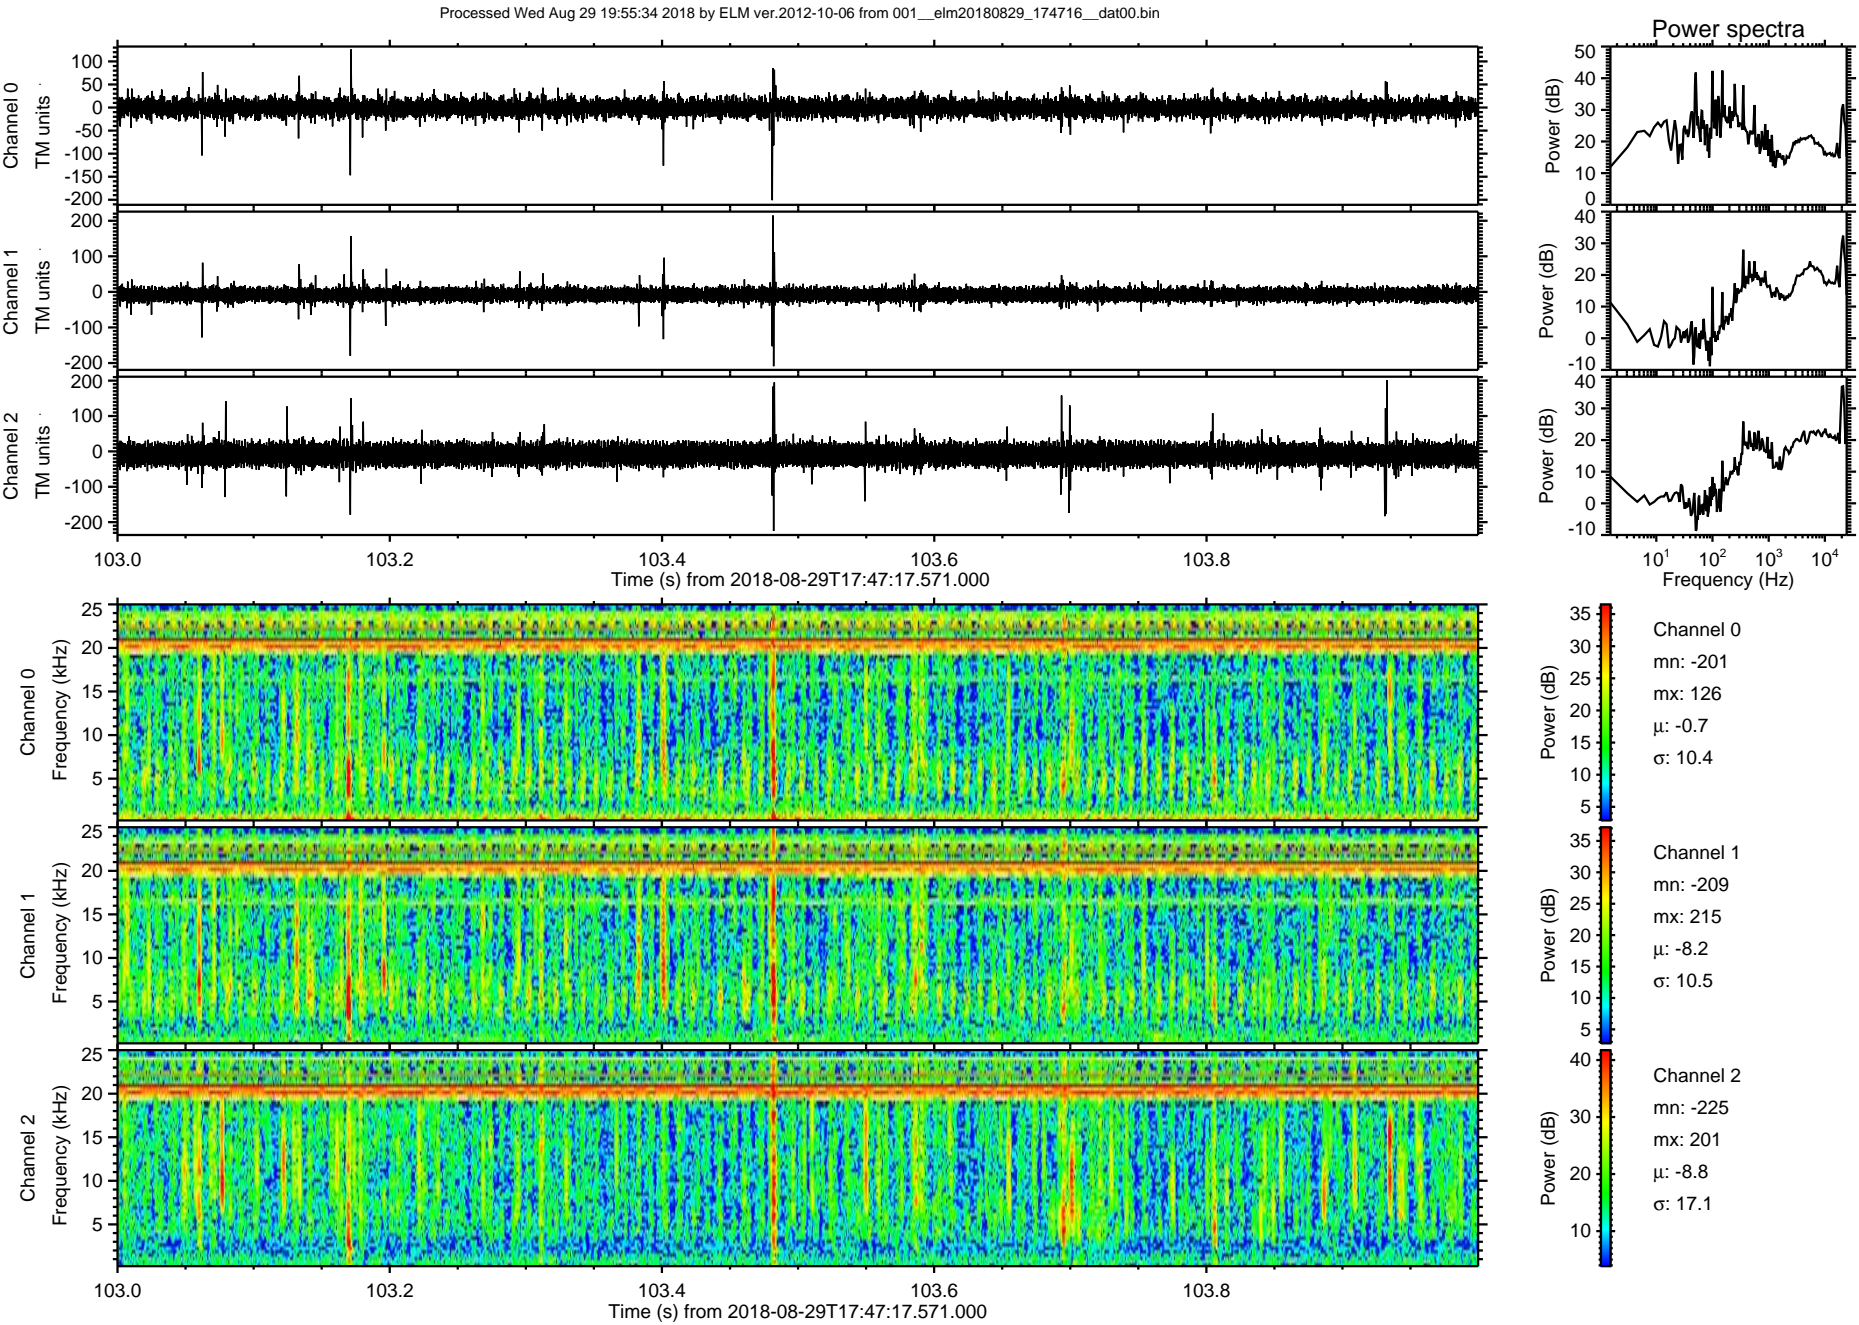 Processed Wed Aug 29 19:55:34 2018 by ELM ver.2012-10-06 from 001__elm20180829_174716__dat00.bin
Power spectra
Channel 0
TM units
100
50
0
-50
-100
-150
-200
Power (dB)
50
40
30
20
10
0
Channel 1
TM units
200
100
0
-100
-200
Power (dB)
40
30
20
10
0
-10
Channel 2
TM units
200
100
0
-100
-200
Power (dB)
40
30
20
10
0
-10
103.0 103.2 103.4 103.6 103.8
Time (s) from 2018-08-29T17:47:17.571.000
10¹ 10² 10³ 10⁴
Frequency (Hz)
Channel 0
Frequency (kHz)
25
20
15
10
5
Power (dB)
35
30
25
20
15
10
5
Channel 0
mn: -201
mx: 126
μ: -0.7
σ: 10.4
Channel 1
Frequency (kHz)
25
20
15
10
5
Power (dB)
35
30
25
20
15
10
5
Channel 1
mn: -209
mx: 215
μ: -8.2
σ: 10.5
Channel 2
Frequency (kHz)
25
20
15
10
5
Power (dB)
40
30
20
10
Channel 2
mn: -225
mx: 201
μ: -8.8
σ: 17.1
103.0 103.2 103.4 103.6 103.8
Time (s) from 2018-08-29T17:47:17.571.000